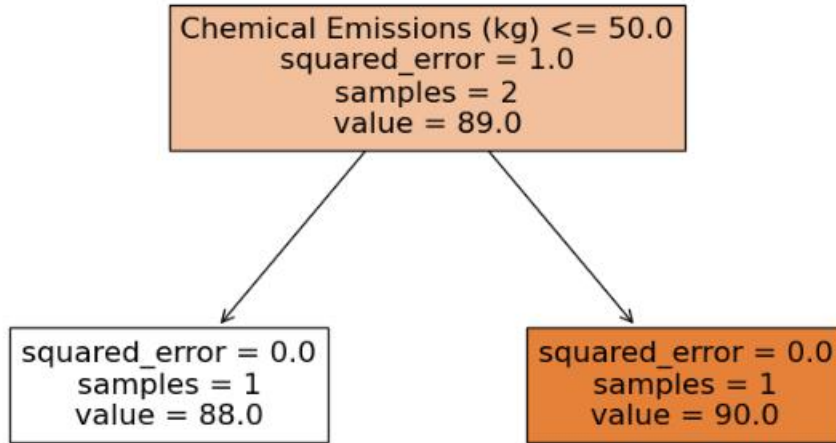 Chemical Emissions (kg) <= 50.0
squared_error = 1.0
samples = 2
value = 89.0
squared_error = 0.0
samples = 1
value = 88.0
squared_error = 0.0
samples = 1
value = 90.0